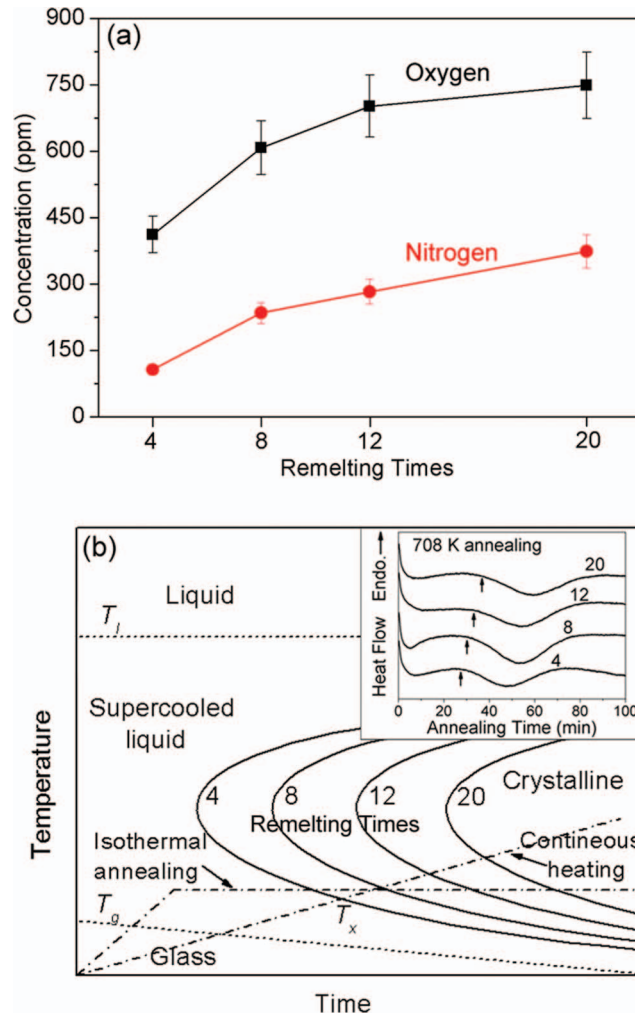 (a)
900
750
600
450
300
150
0
Concentration (ppm)
Oxygen
Nitrogen
4 8 12 20
Remelting Times
(b)
Liquid
T_l
Supercooled
liquid
Temperature
Isothermal
annealing
T_g
Glass
T_x
4 8 12 20
Remelting Times
Crystalline
Contineous
heating
Time
708 K annealing
Heat Flow Endo.
20
12
8
4
0 20 40 60 80 100
Annealing Time (min)